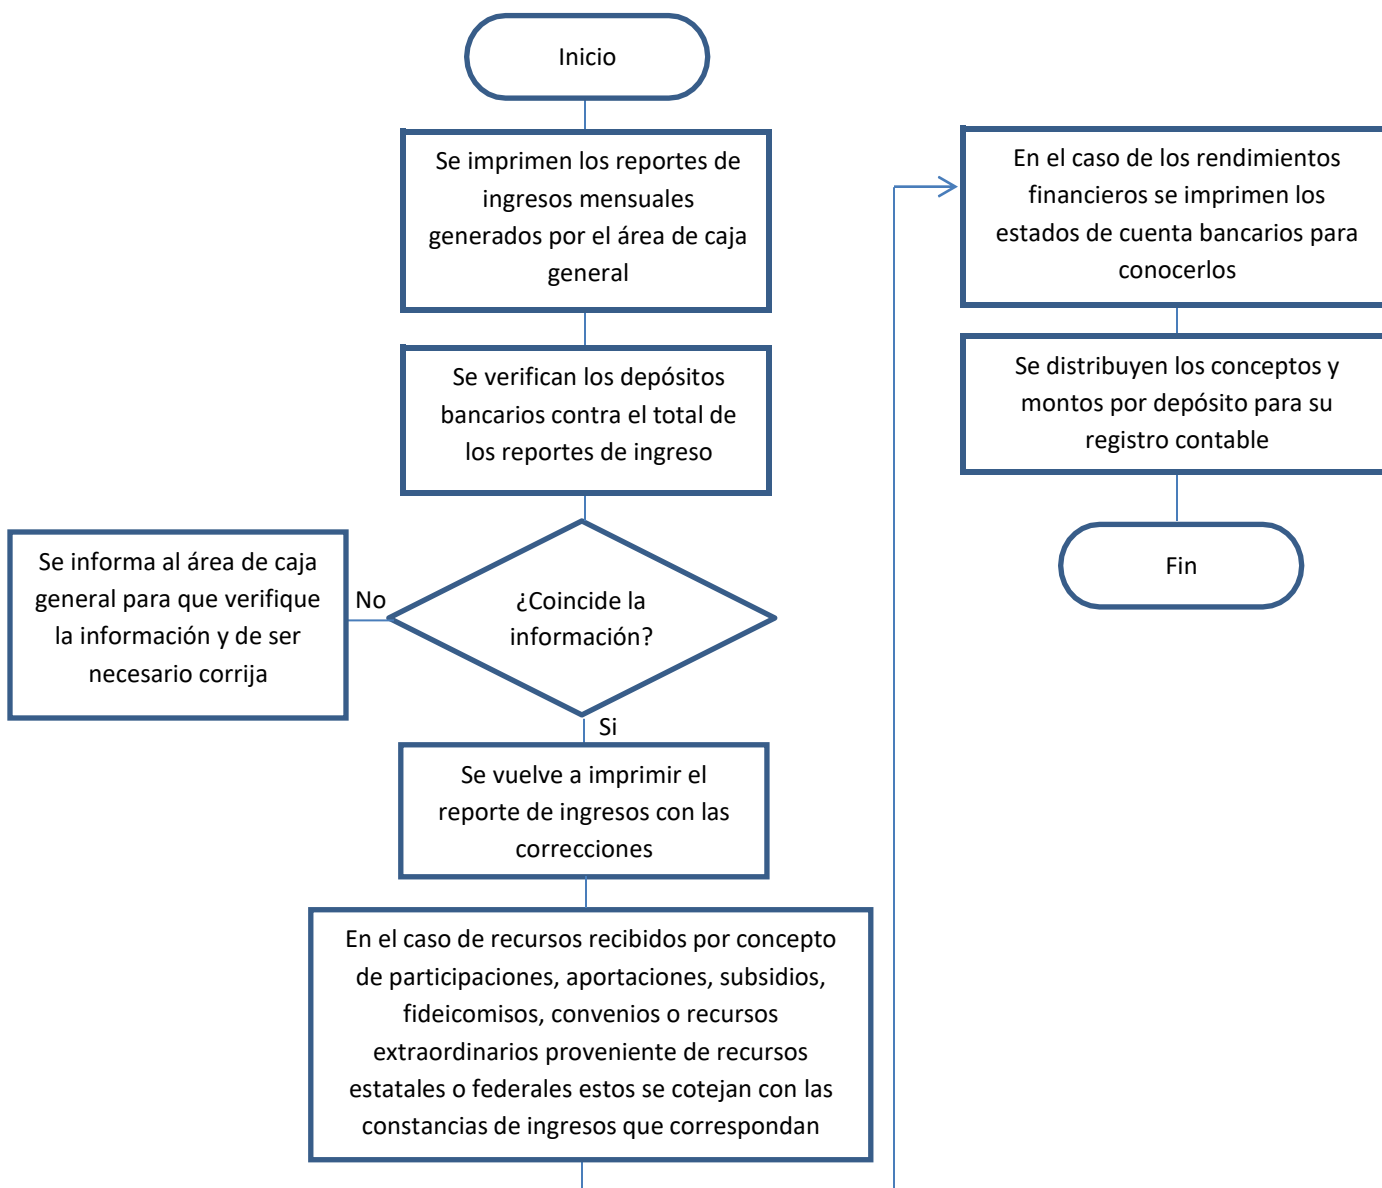 Inicio
Se imprimen los reportes de
ingresos mensuales
generados por el área de caja
general
Se verifican los depósitos
bancarios contra el total de
los reportes de ingreso
¿Coincide la
información?
No
Se informa al área de caja
general para que verifique
la información y de ser
necesario corrija
Si
Se vuelve a imprimir el
reporte de ingresos con las
correcciones
En el caso de recursos recibidos por concepto
de participaciones, aportaciones, subsidios,
fideicomisos, convenios o recursos
extraordinarios proveniente de recursos
estatales o federales estos se cotejan con las
constancias de ingresos que correspondan
En el caso de los rendimientos
financieros se imprimen los
estados de cuenta bancarios para
conocerlos
Se distribuyen los conceptos y
montos por depósito para su
registro contable
Fin